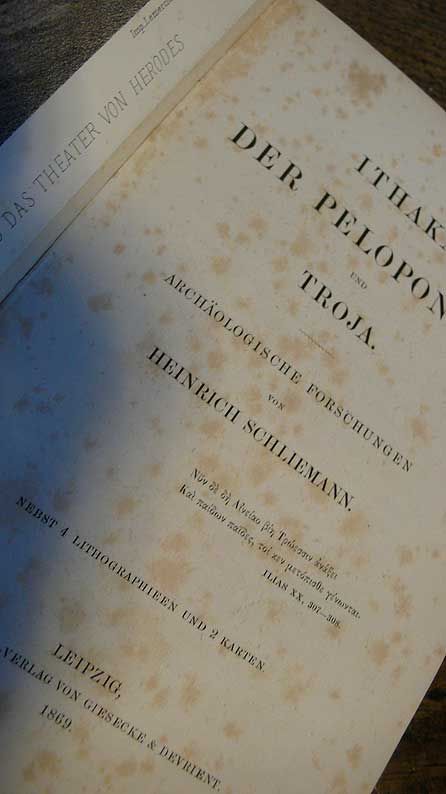 Imp.Lemerc
DAS THEATER VON HERODES
ITHAK
DER PELOPON
UND
TROJA.
ARCHÄOLOGISCHE FORSCHUNGEN
VON
HEINRICH SCHLIEMANN.
Νῦν δὲ δὴ Αἰνείαο βίη Τρώεσσιν ἀνάξει
Καὶ παίδων παῖδες, τοί κεν μετόπισθε γένωνται.
ILIAS XX, 307—308.
NEBST 4 LITHOGRAPHIEEN UND 2 KARTEN.
LEIPZIG,
VERLAG VON GIESECKE & DEVRIENT.
1869.